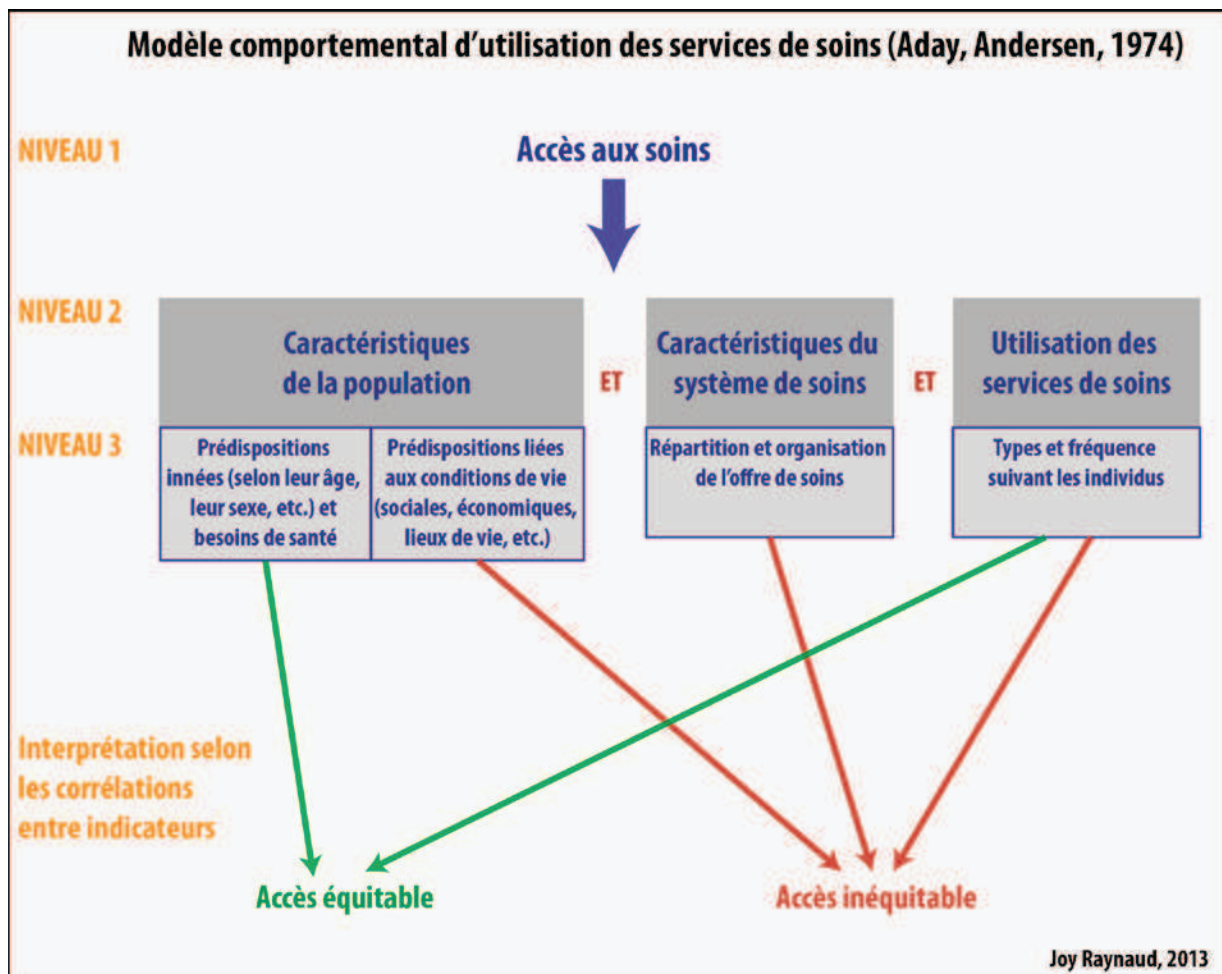 Modèle comportemental d'utilisation des services de soins (Aday, Andersen, 1974)
NIVEAU 1
Accès aux soins
NIVEAU 2
Caractéristiques
de la population
ET
Caractéristiques du
système de soins
ET
Utilisation des
services de soins
NIVEAU 3
Prédispositions
innées (selon leur âge,
leur sexe, etc.) et
besoins de santé
Prédispositions liées
aux conditions de vie
(sociales, économiques,
lieux de vie, etc.)
Répartition et organisation
de l'offre de soins
Types et fréquence
suivant les individus
Interprétation selon
les corrélations
entre indicateurs
Accès équitable
Accès inéquitable
Joy Raynaud, 2013